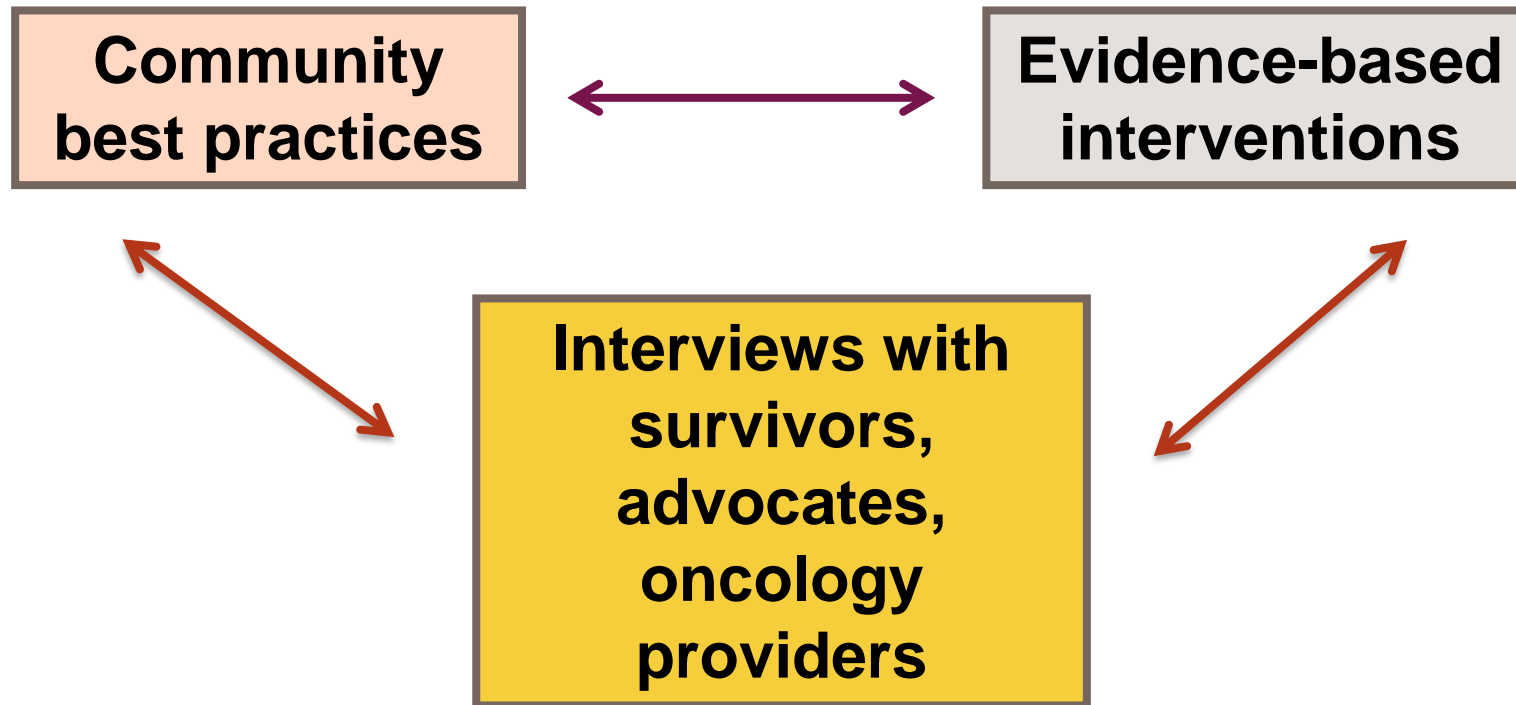 Community
best practices
Evidence-based
interventions
Interviews with
survivors,
advocates,
oncology
providers